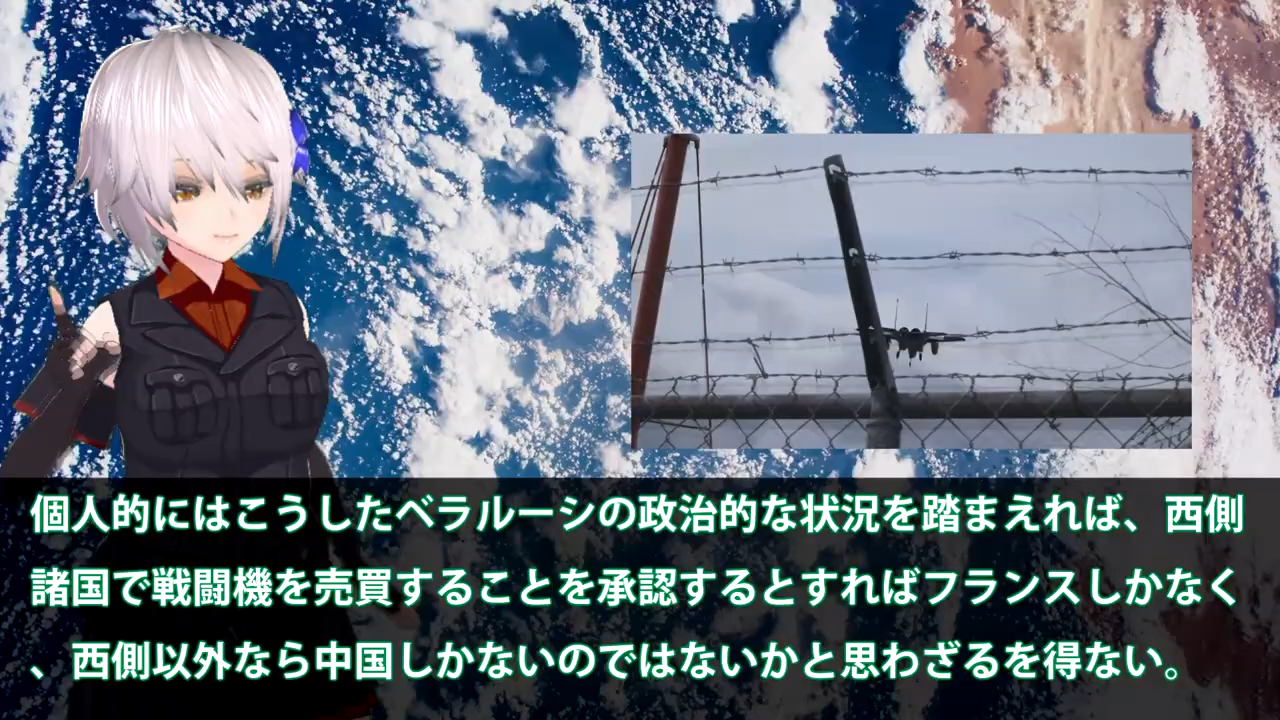 個人的にはこうしたベラルーシの政治的な状況を踏まえれば、西側
諸国で戦闘機を売買することを承認するとすればフランスしかなく
、西側以外なら中国しかないのではないかと思わざるを得ない。